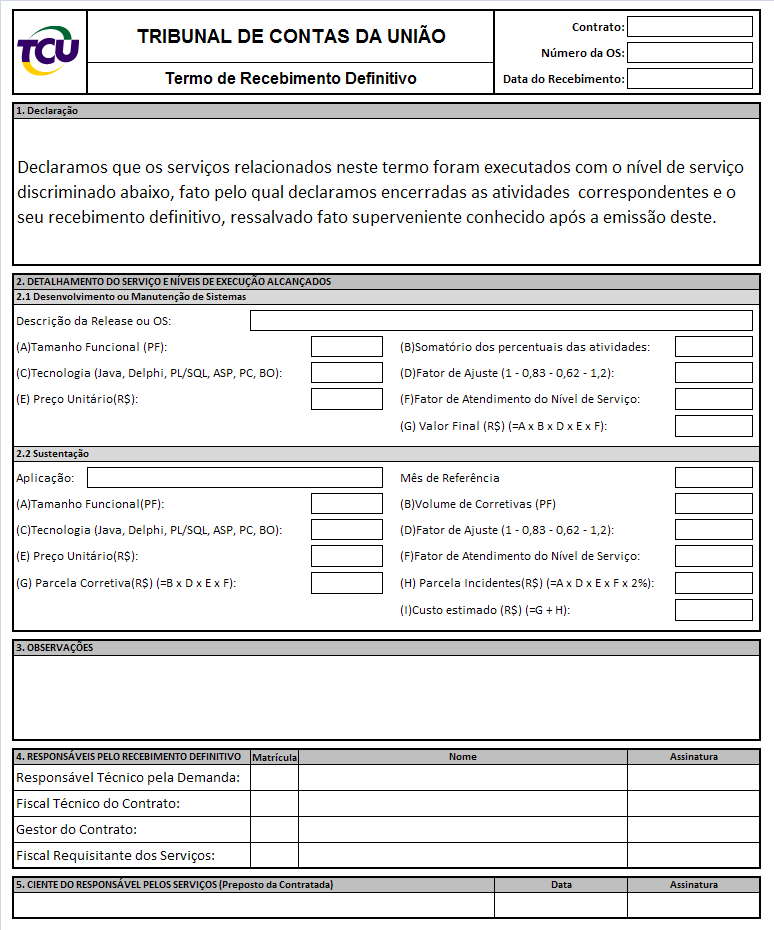 TCU
TRIBUNAL DE CONTAS DA UNIÃO
Termo de Recebimento Definitivo
Contrato:
Número da OS:
Data do Recebimento:
1. Declaração
Declaramos que os serviços relacionados neste termo foram executados com o nível de serviço
discriminado abaixo, fato pelo qual declaramos encerradas as atividades correspondentes e o
seu recebimento definitivo, ressalvado fato superveniente conhecido após a emissão deste.
2. DETALHAMENTO DO SERVIÇO E NÍVEIS DE EXECUÇÃO ALCANÇADOS
2.1 Desenvolvimento ou Manutenção de Sistemas
Descrição da Release ou OS:
(A)Tamanho Funcional (PF):
(B)Somatório dos percentuais das atividades:
(C)Tecnologia (Java, Delphi, PL/SQL, ASP, PC, BO):
(D)Fator de Ajuste (1 - 0,83 - 0,62 - 1,2):
(E) Preço Unitário(R$):
(F)Fator de Atendimento do Nível de Serviço:
(G) Valor Final (R$) (=A x B x D x E x F):
2.2 Sustentação
Aplicação:
Mês de Referência
(A)Tamanho Funcional(PF):
(B)Volume de Corretivas (PF)
(C)Tecnologia (Java, Delphi, PL/SQL, ASP, PC, BO):
(D)Fator de Ajuste (1 - 0,83 - 0,62 - 1,2):
(E) Preço Unitário(R$):
(F)Fator de Atendimento do Nível de Serviço:
(G) Parcela Corretiva(R$) (=B x D x E x F):
(H) Parcela Incidentes(R$) (=A x D x E x F x 2%):
(I)Custo estimado (R$) (=G + H):
3. OBSERVAÇÕES
4. RESPONSÁVEIS PELO RECEBIMENTO DEFINITIVO Matrícula Nome Assinatura
Responsável Técnico pela Demanda:
Fiscal Técnico do Contrato:
Gestor do Contrato:
Fiscal Requisitante dos Serviços:
5. CIENTE DO RESPONSÁVEL PELOS SERVIÇOS (Preposto da Contratada) Data Assinatura